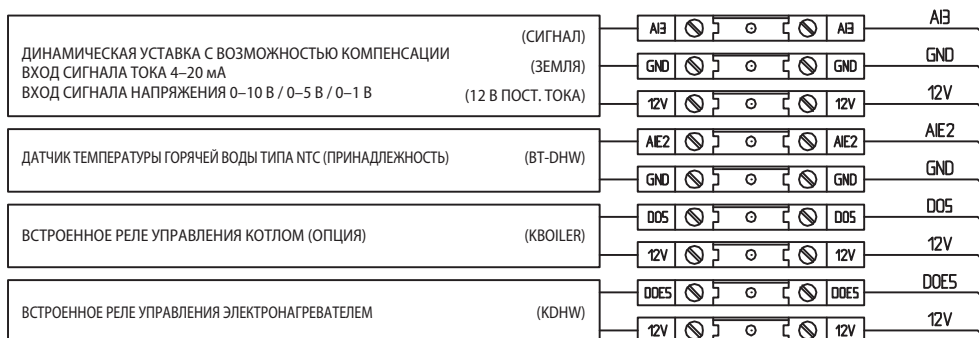 ДИНАМИЧЕСКАЯ УСТАВКА С ВОЗМОЖНОСТЬЮ КОМПЕНСАЦИИ (СИГНАЛ) AI3 AI3 AI3
ВХОД СИГНАЛА ТОКА 4–20 мА (ЗЕМЛЯ) GND GND GND
ВХОД СИГНАЛА НАПРЯЖЕНИЯ 0–10 В / 0–5 В / 0–1 В (12 В ПОСТ. ТОКА) 12V 12V 12V
ДАТЧИК ТЕМПЕРАТУРЫ ГОРЯЧЕЙ ВОДЫ ТИПА NTC (ПРИНАДЛЕЖНОСТЬ) (BT-DHW) AIE2 AIE2 AIE2
GND GND GND
ВСТРОЕННОЕ РЕЛЕ УПРАВЛЕНИЯ КОТЛОМ (ОПЦИЯ) (KBOILER) DO5 DO5 DO5
12V 12V 12V
ВСТРОЕННОЕ РЕЛЕ УПРАВЛЕНИЯ ЭЛЕКТРОНАГРЕВАТЕЛЕМ (KDHW) DOE5 DOE5 DOE5
12V 12V 12V